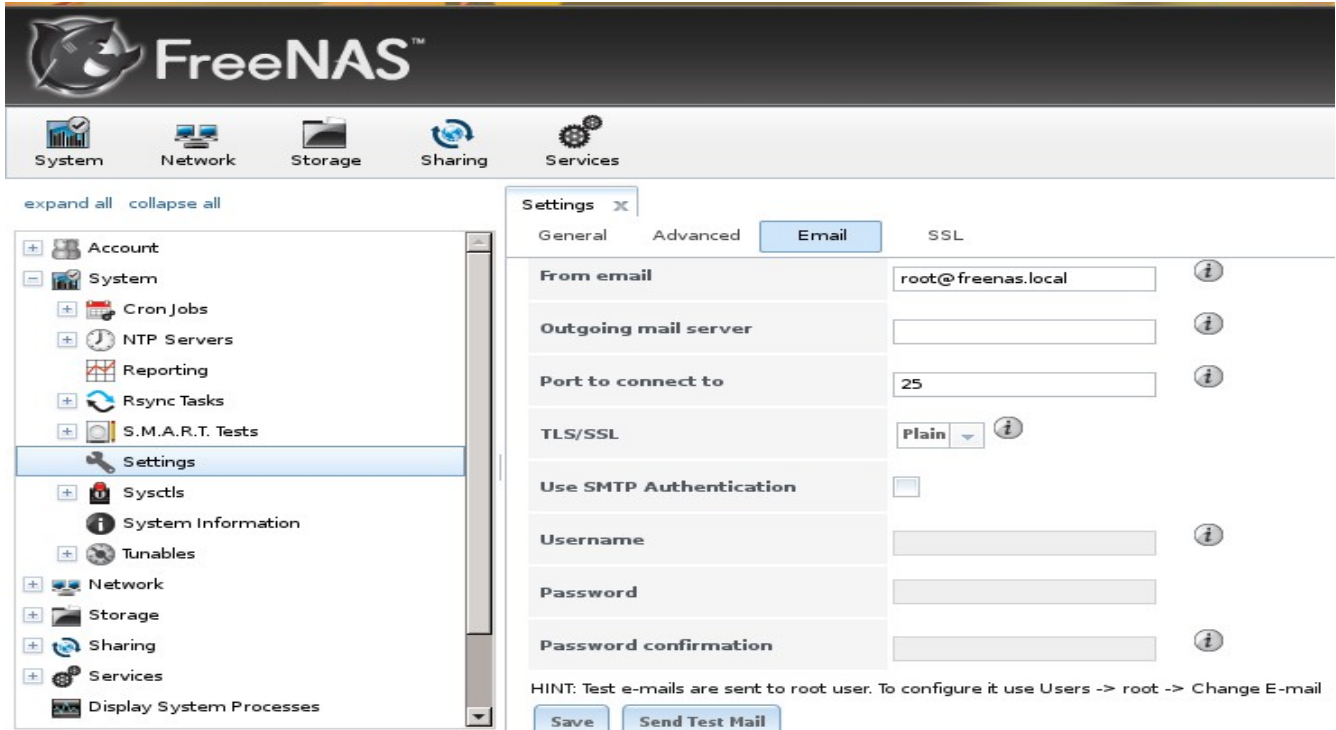 FreeNAS™
System Network Storage Sharing Services
expand all collapse all
Account
System
Cron Jobs
NTP Servers
Reporting
Rsync Tasks
S.M.A.R.T. Tests
Settings
Sysctls
System Information
Tunables
Network
Storage
Sharing
Services
Display System Processes
Settings x
General Advanced Email SSL
From email root@freenas.local
Outgoing mail server
Port to connect to 25
TLS/SSL Plain
Use SMTP Authentication
Username
Password
Password confirmation
HINT: Test e-mails are sent to root user. To configure it use Users -> root -> Change E-mail
Save Send Test Mail